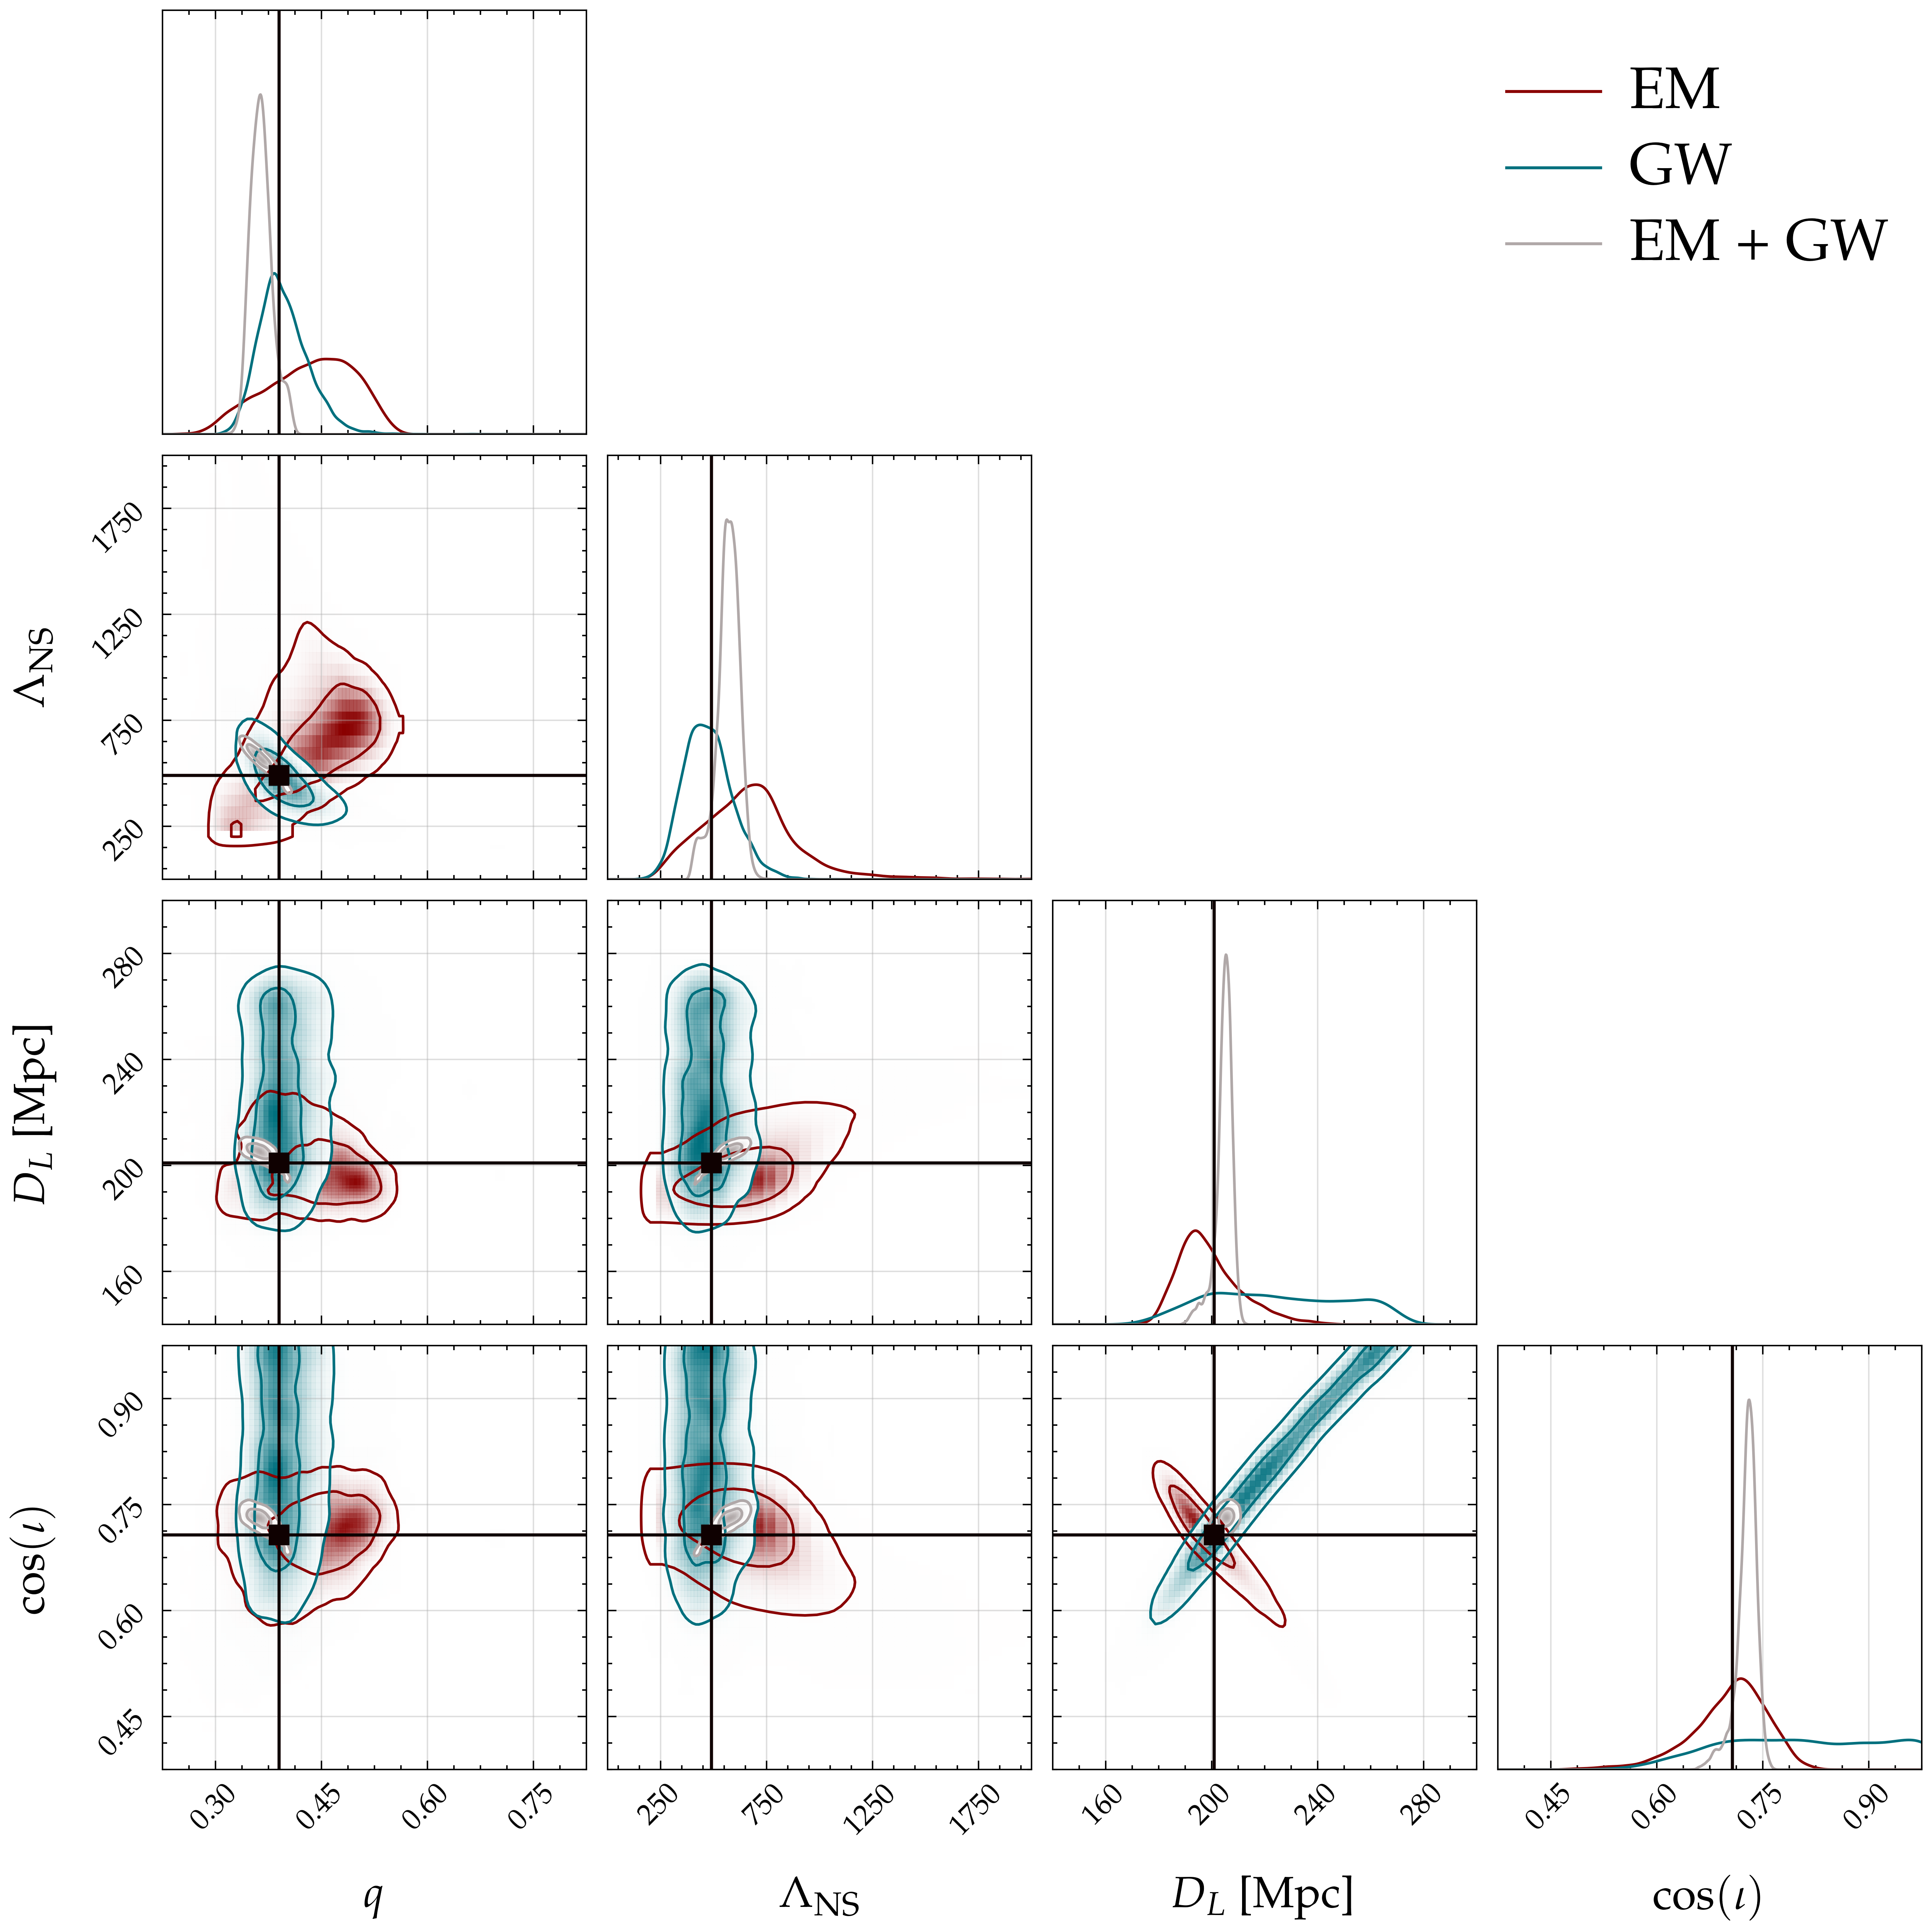 EM
GW
EM + GW
Λ_NS
1750
1250
750
250
D_L [Mpc]
280
240
200
160
cos(ι)
0.90
0.75
0.60
0.45
0.30 0.45 0.60 0.75
250 750 1250 1750
160 200 240 280
0.45 0.60 0.75 0.90
q
Λ_NS
D_L [Mpc]
cos(ι)